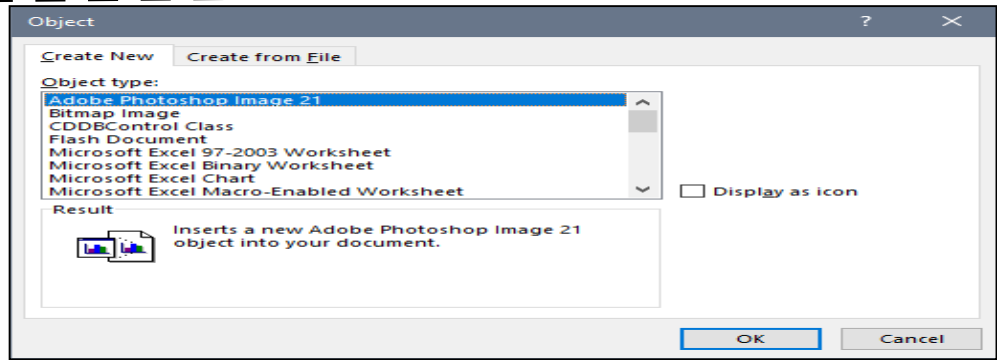 Object ? ×
Create New Create from File
Object type:
Adobe Photoshop Image 21
Bitmap Image
CDDBControl Class
Flash Document
Microsoft Excel 97-2003 Worksheet
Microsoft Excel Binary Worksheet
Microsoft Excel Chart
Microsoft Excel Macro-Enabled Worksheet
Display as icon
Result
Inserts a new Adobe Photoshop Image 21
object into your document.
OK Cancel